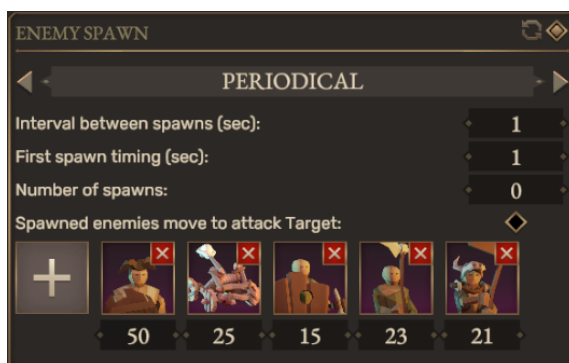 ENEMY SPAWN
PERIODICAL
Interval between spawns (sec): 1
First spawn timing (sec): 1
Number of spawns: 0
Spawned enemies move to attack Target:
50 25 15 23 21